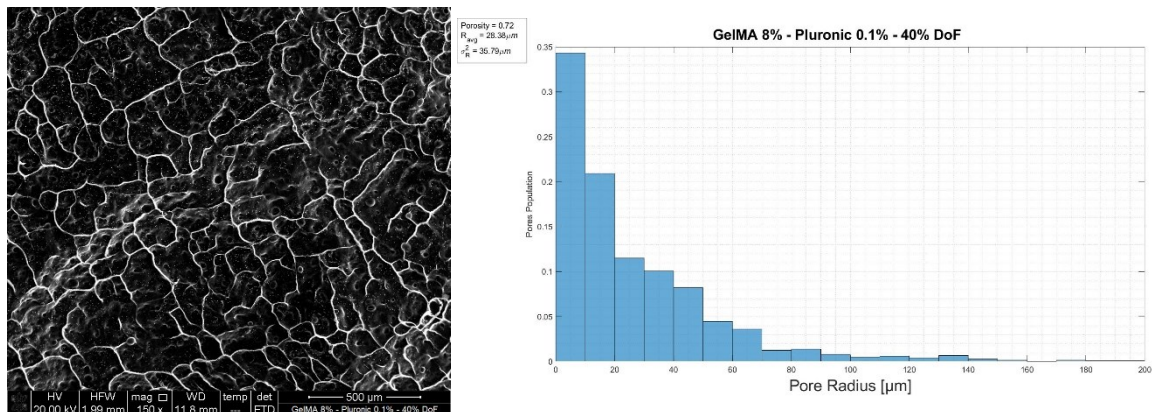 Porosity = 0.72
R_avg = 28.38μm
σ²_R = 35.79μm
GelMA 8% - Pluronic 0.1% - 40% DoF
0.35
0.3
0.25
0.2
0.15
0.1
0.05
0
Pores Population
0 20 40 60 80 100 120 140 160 180 200
Pore Radius [μm]
HV HFW mag WD temp det
20.00 kV 1.99 mm 150 x 11.8 mm --- ETD
500 μm
GelMA 8% - Pluronic 0.1% - 40% DoF